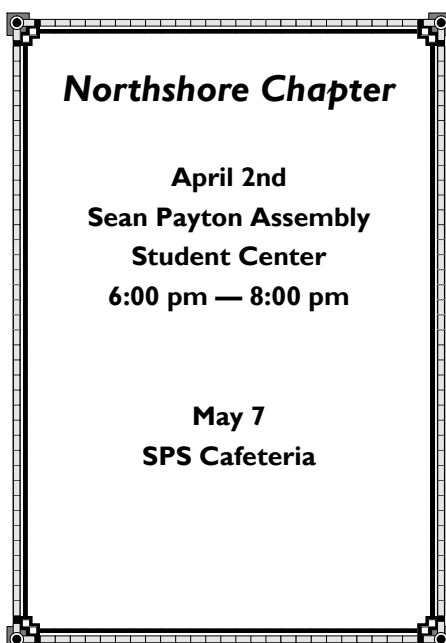 Northshore Chapter
April 2nd
Sean Payton Assembly
Student Center
6:00 pm — 8:00 pm
May 7
SPS Cafeteria